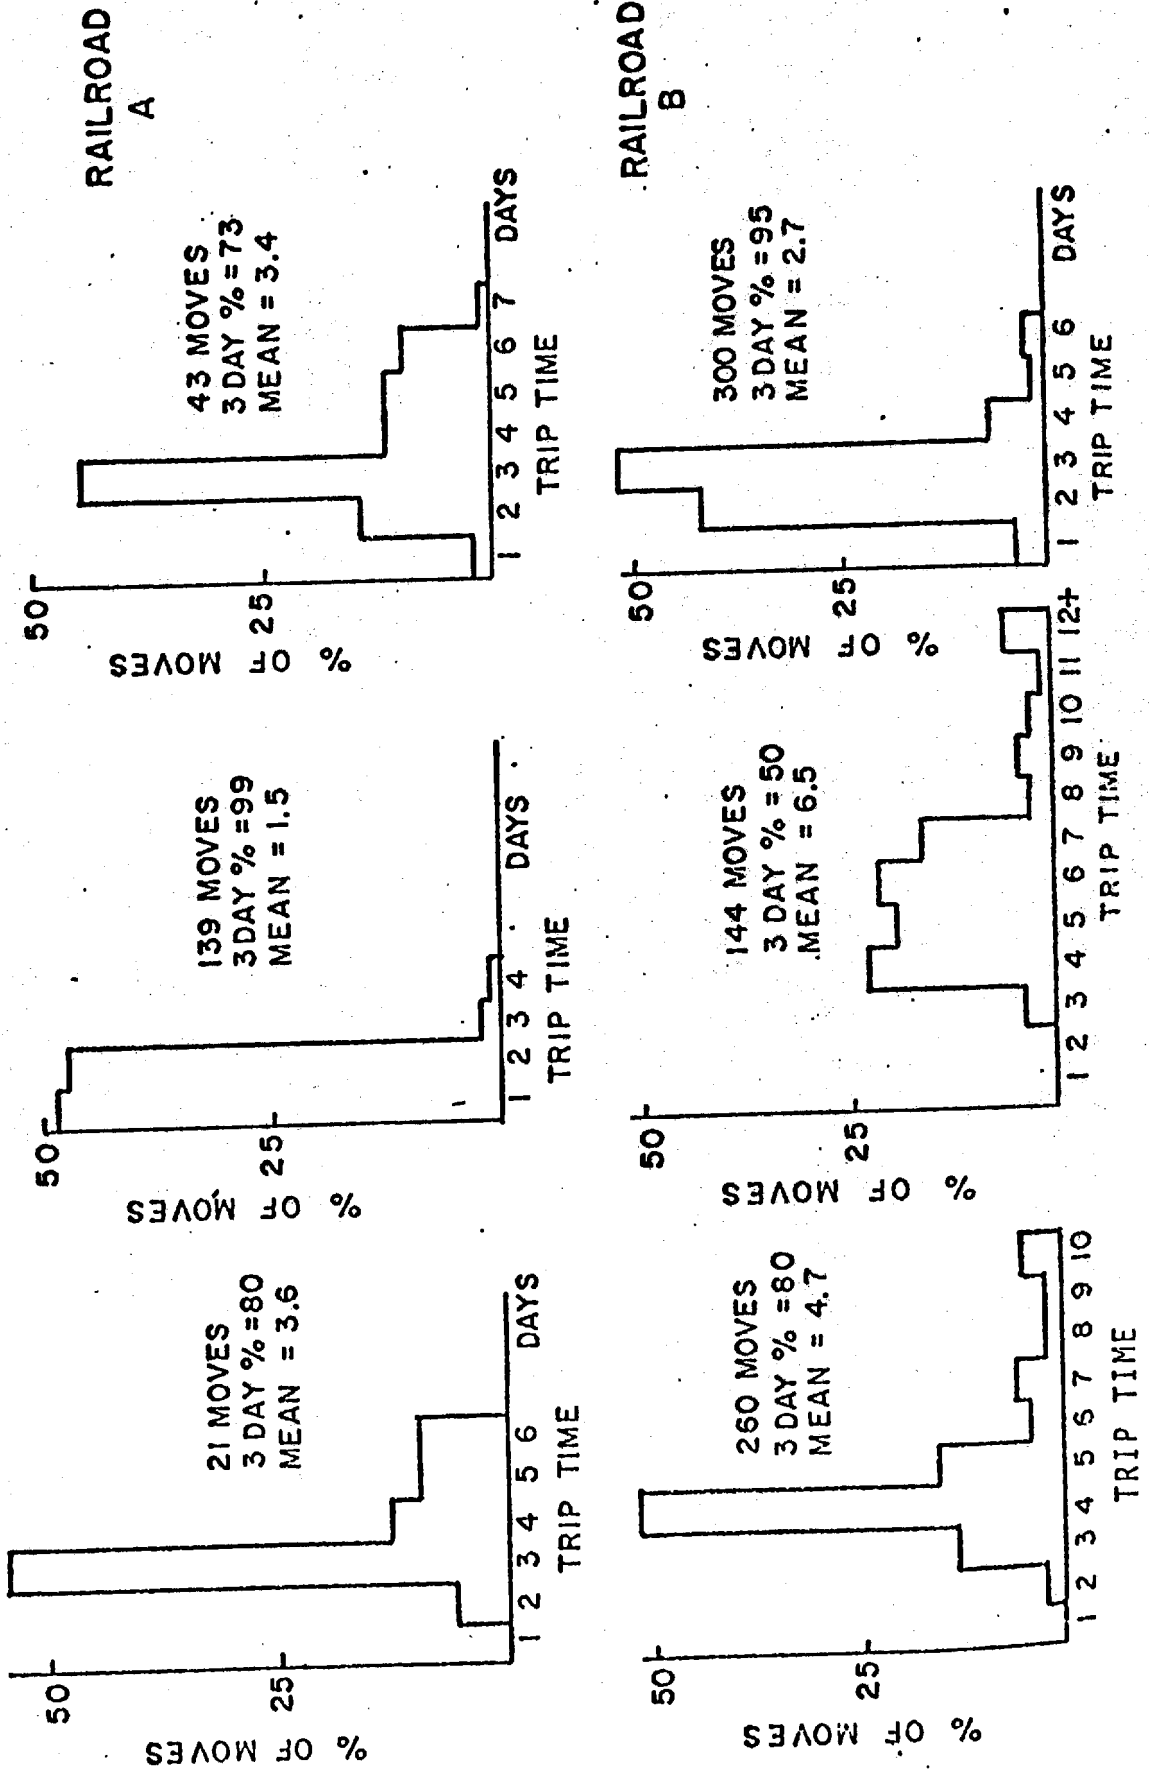 RAILROAD
A
21 MOVES
3 DAY % =80
MEAN = 3.6
50
25
% OF MOVES
1 2 3 4 5 6 DAYS
TRIP TIME
139 MOVES
3 DAY % =99
MEAN = 1.5
50
25
% OF MOVES
1 2 3 4 DAYS
TRIP TIME
43 MOVES
3 DAY % =73
MEAN = 3.4
50
25
% OF MOVES
1 2 3 4 5 6 7 DAYS
TRIP TIME
RAILROAD
B
260 MOVES
3 DAY % =80
MEAN = 4.7
50
25
% OF MOVES
1 2 3 4 5 6 7 8 9 10
TRIP TIME
144 MOVES
3 DAY % =50
MEAN = 6.5
50
25
% OF MOVES
1 2 3 4 5 6 7 8 9 10 11 12+
TRIP TIME
300 MOVES
3 DAY % =95
MEAN = 2.7
50
25
% OF MOVES
1 2 3 4 5 6 DAYS
TRIP TIME